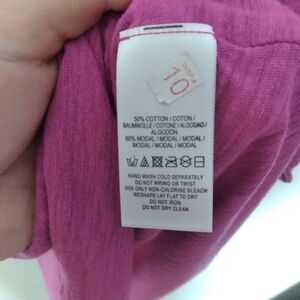 10
50% COTTON / COTON /
BAUMWOLLE / COTONE / ALGODAO /
ALGODÓN
50% MODAL / MODAL / MODAL /
MODAL / MODAL / MODAL
HAND WASH COLD SEPARATELY
DO NOT WRING OR TWIST
USE ONLY NON-CHLORINE BLEACH
RESHAPE LAY FLAT TO DRY
DO NOT IRON
DO NOT DRY CLEAN